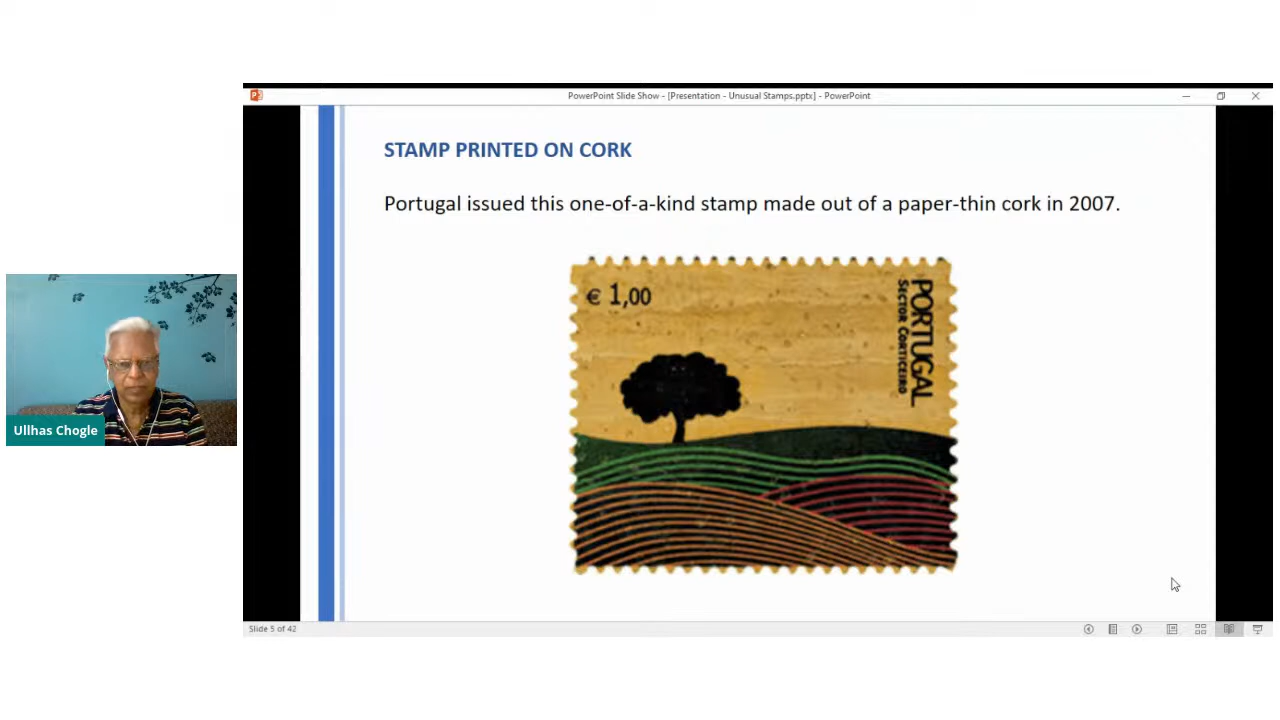 PowerPoint Slide Show - [Presentation - Unusual Stamps.pptx] - PowerPoint
STAMP PRINTED ON CORK
Portugal issued this one-of-a-kind stamp made out of a paper-thin cork in 2007.
€ 1,00
PORTUGAL
SECTOR CORTICEIRO
Ullhas Chogle
Slide 5 of 42